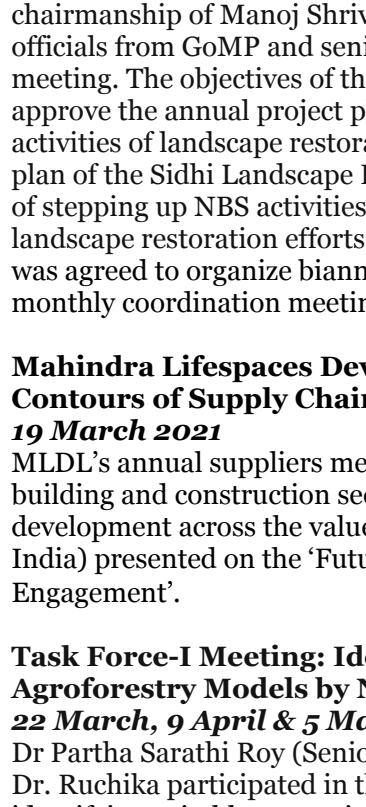 chairmanship of Manoj Shriv
officials from GoMP and seni
meeting. The objectives of th
approve the annual project p
activities of landscape restora
plan of the Sidhi Landscape
of stepping up NBS activities
landscape restoration efforts
was agreed to organize biann
monthly coordination meetin
Mahindra Lifespaces Dev
Contours of Supply Chain
19 March 2021
MLDL’s annual suppliers me
building and construction sec
development across the value
India) presented on the ‘Futu
Engagement’.
Task Force-I Meeting: Ide
Agroforestry Models by N
22 March, 9 April & 5 Ma
Dr Partha Sarathi Roy (Senio
Dr. Ruchika participated in th